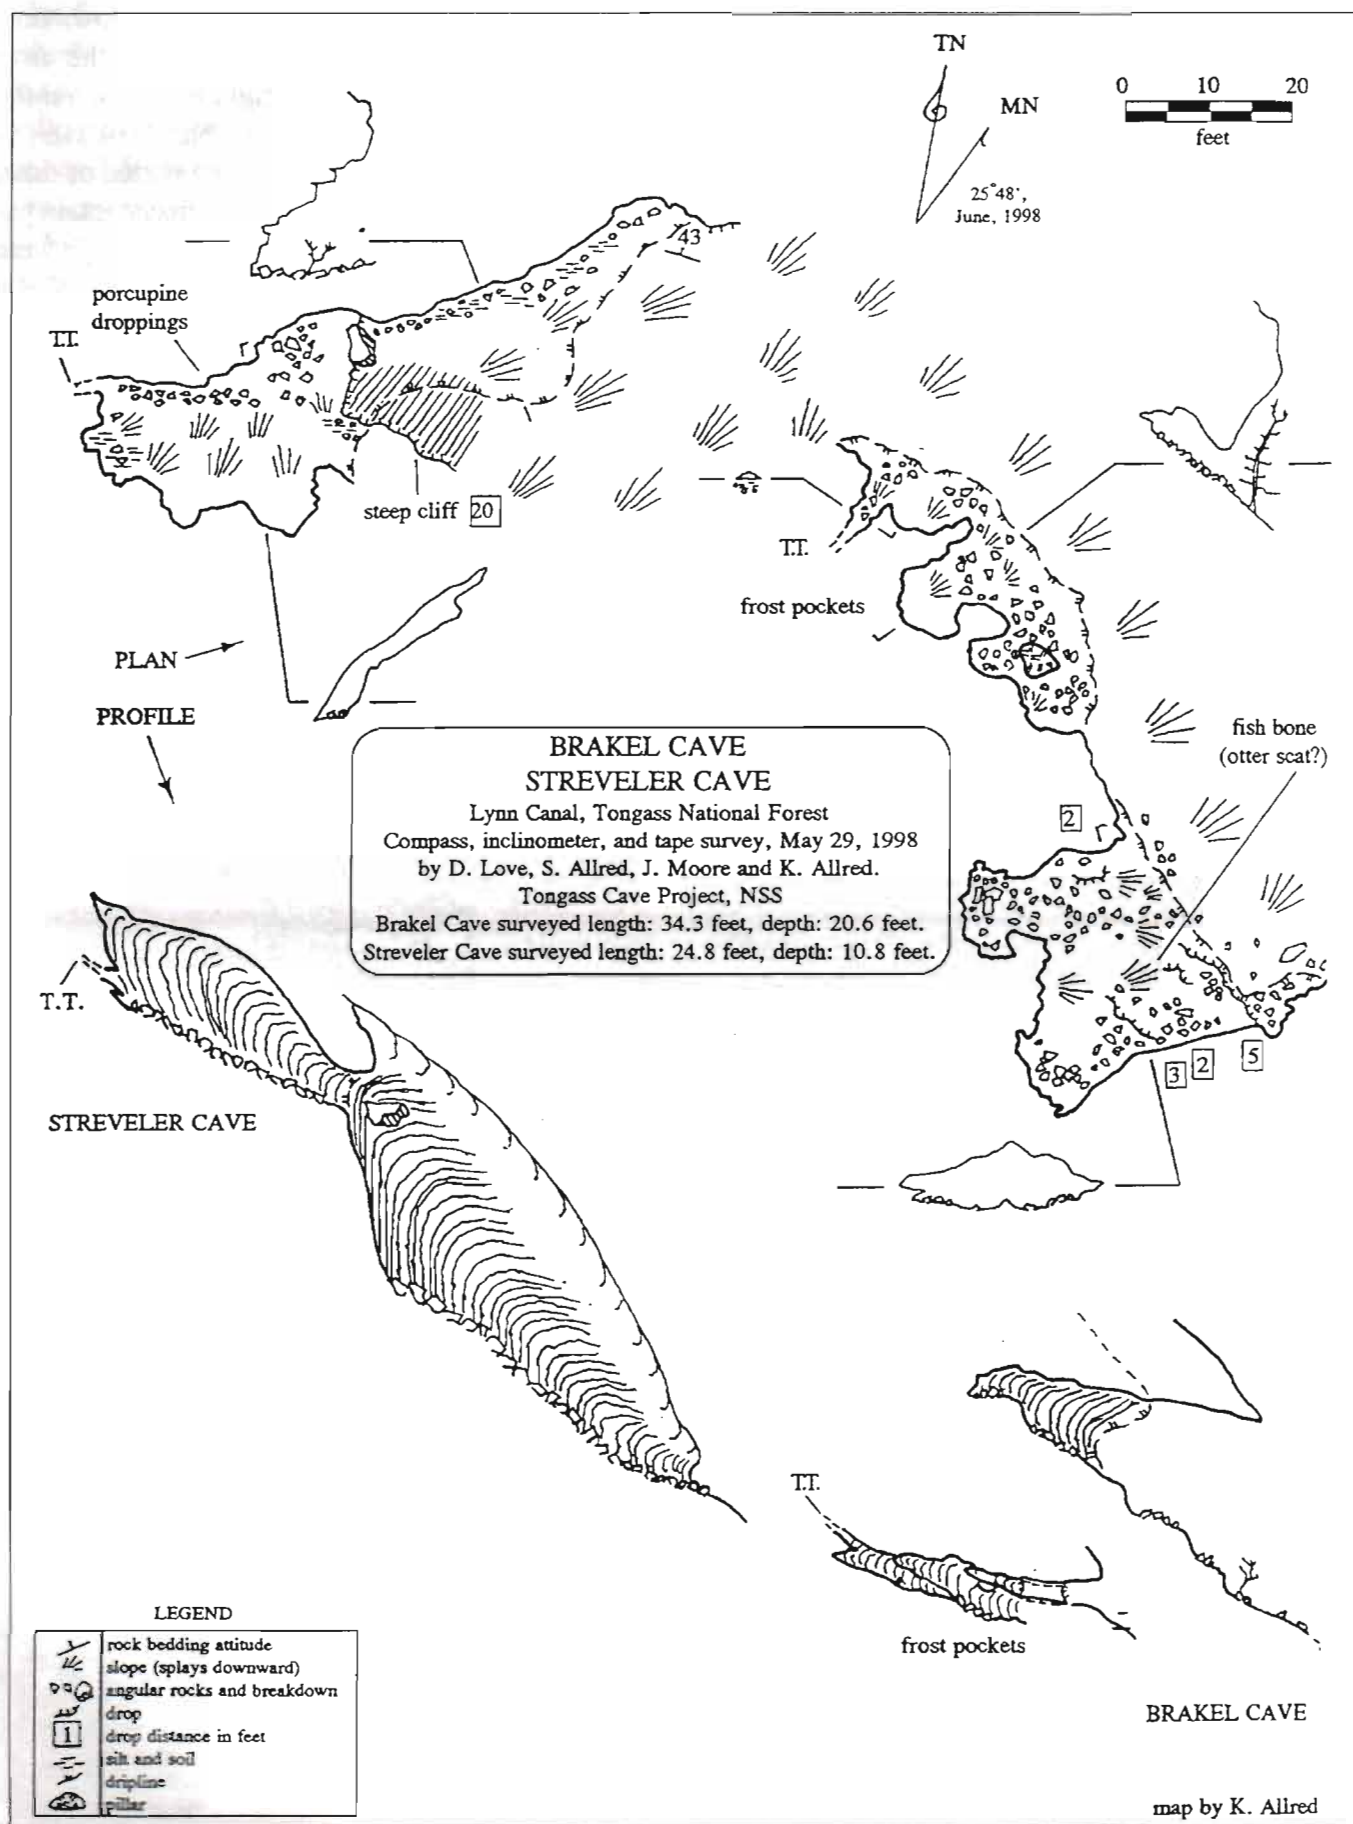 TN
MN
25°48',
June, 1998
0 10 20
feet
43
porcupine
droppings
T.T.
steep cliff 20
T.T.
frost pockets
PLAN
PROFILE
fish bone
(otter scat?)
2
BRAKEL CAVE
STREVELER CAVE
Lynn Canal, Tongass National Forest
Compass, inclinometer, and tape survey, May 29, 1998
by D. Love, S. Allred, J. Moore and K. Allred.
Tongass Cave Project, NSS
Brakel Cave surveyed length: 34.3 feet, depth: 20.6 feet.
Streveler Cave surveyed length: 24.8 feet, depth: 10.8 feet.
T.T.
3 2 5
STREVELER CAVE
T.T.
frost pockets
BRAKEL CAVE
LEGEND
rock bedding attitude
slope (splays downward)
angular rocks and breakdown
drop
1 drop distance in feet
silt and soil
dripline
pillar
map by K. Allred